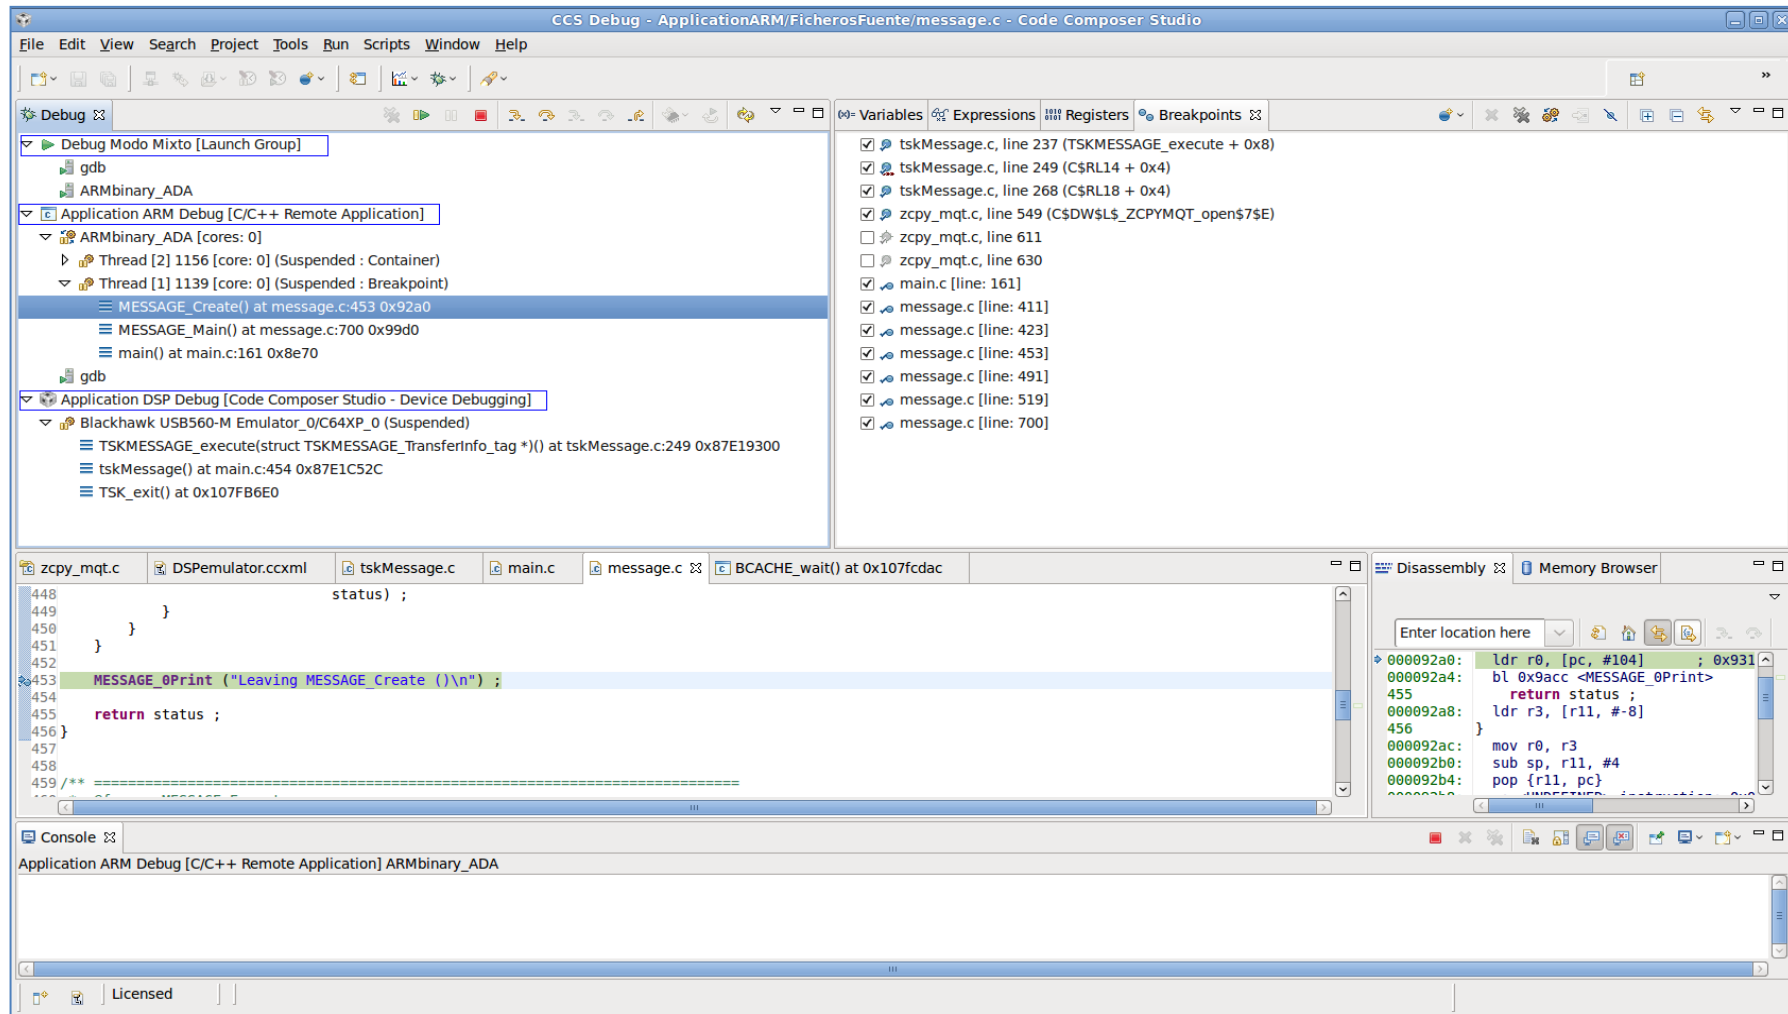 CCS Debug - ApplicationARM/FicherosFuente/message.c - Code Composer Studio
File Edit View Search Project Tools Run Scripts Window Help
Debug
Debug Modo Mixto [Launch Group]
gdb
ARMbinary_ADA
Application ARM Debug [C/C++ Remote Application]
ARMbinary_ADA [cores: 0]
Thread [2] 1156 [core: 0] (Suspended : Container)
Thread [1] 1139 [core: 0] (Suspended : Breakpoint)
MESSAGE_Create() at message.c:453 0x92a0
MESSAGE_Main() at message.c:700 0x99d0
main() at main.c:161 0x8e70
gdb
Application DSP Debug [Code Composer Studio - Device Debugging]
Blackhawk USB560-M Emulator_0/C64XP_0 (Suspended)
TSKMESSAGE_execute(struct TSKMESSAGE_TransferInfo_tag *)() at tskMessage.c:249 0x87E19300
tskMessage() at main.c:454 0x87E1C52C
TSK_exit() at 0x107FB6E0
Variables Expressions Registers Breakpoints
tskMessage.c, line 237 (TSKMESSAGE_execute + 0x8)
tskMessage.c, line 249 (C$RL14 + 0x4)
tskMessage.c, line 268 (C$RL18 + 0x4)
zcpy_mqt.c, line 549 (C$DW$L$_ZCPYMQT_open$7$E)
zcpy_mqt.c, line 611
zcpy_mqt.c, line 630
main.c [line: 161]
message.c [line: 411]
message.c [line: 423]
message.c [line: 453]
message.c [line: 491]
message.c [line: 519]
message.c [line: 700]
zcpy_mqt.c DSPemulator.ccxml tskMessage.c main.c message.c BCACHE_wait() at 0x107fcdac
448 status) ;
449 }
450 }
451 }
452
453 MESSAGE_0Print ("Leaving MESSAGE_Create ()\n") ;
454
455 return status ;
456 }
457
458
459 /** ============================================================================
Disassembly Memory Browser
Enter location here
000092a0: ldr r0, [pc, #104] ; 0x931
000092a4: bl 0x9acc <MESSAGE_0Print>
455 return status ;
000092a8: ldr r3, [r11, #-8]
456 }
000092ac: mov r0, r3
000092b0: sub sp, r11, #4
000092b4: pop {r11, pc}
Console
Application ARM Debug [C/C++ Remote Application] ARMbinary_ADA
Licensed